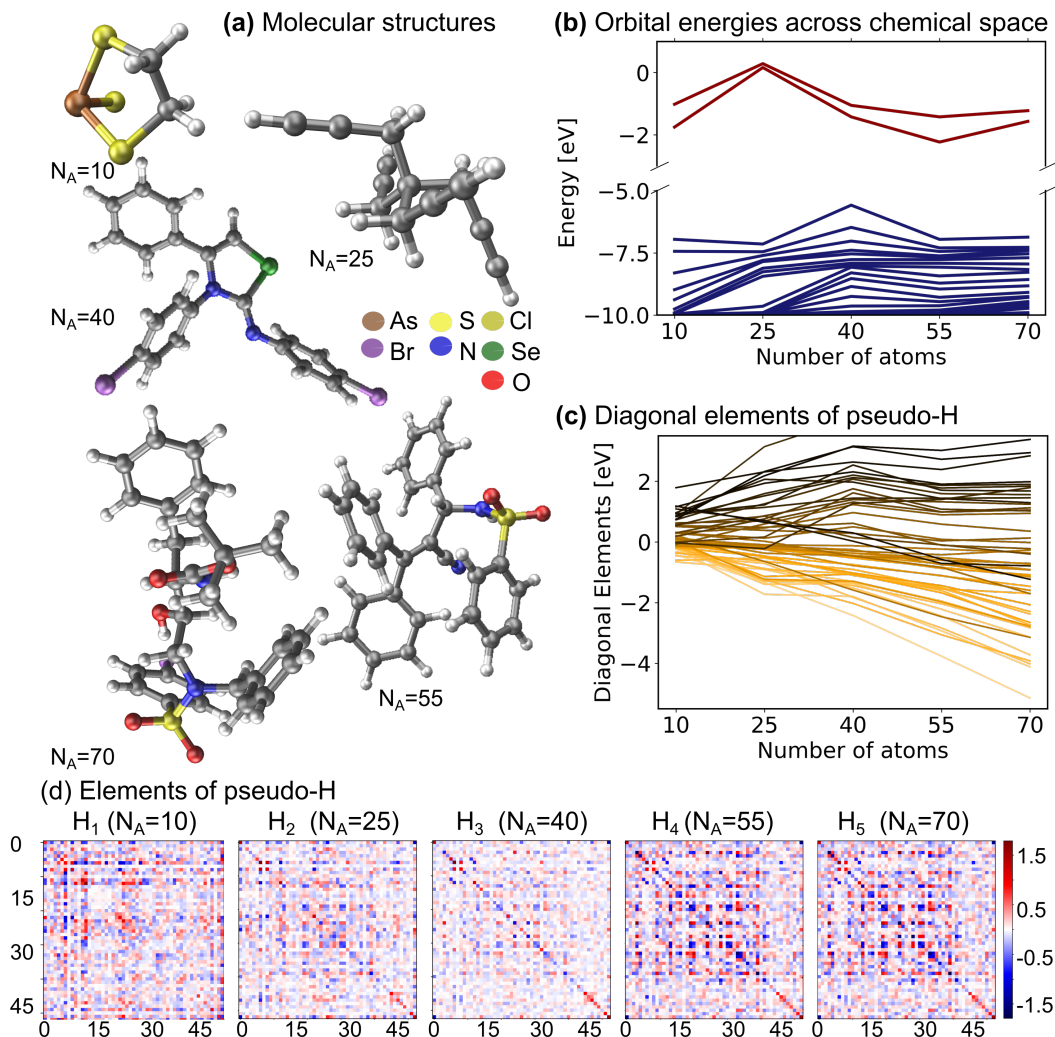 (a) Molecular structures
N_A=10
N_A=25
N_A=40
As S Cl
Br N Se
O
N_A=55
N_A=70
(b) Orbital energies across chemical space
Energy [eV]
0
−2
−5.0
−7.5
−10.0
10 25 40 55 70
Number of atoms
(c) Diagonal elements of pseudo-H
Diagonal Elements [eV]
2
0
−2
−4
10 25 40 55 70
Number of atoms
(d) Elements of pseudo-H
H₁ (N_A=10) H₂ (N_A=25) H₃ (N_A=40) H₄ (N_A=55) H₅ (N_A=70)
0
15
30
45
0 15 30 45 0 15 30 45 0 15 30 45 0 15 30 45 0 15 30 45
1.5
0.5
-0.5
-1.5